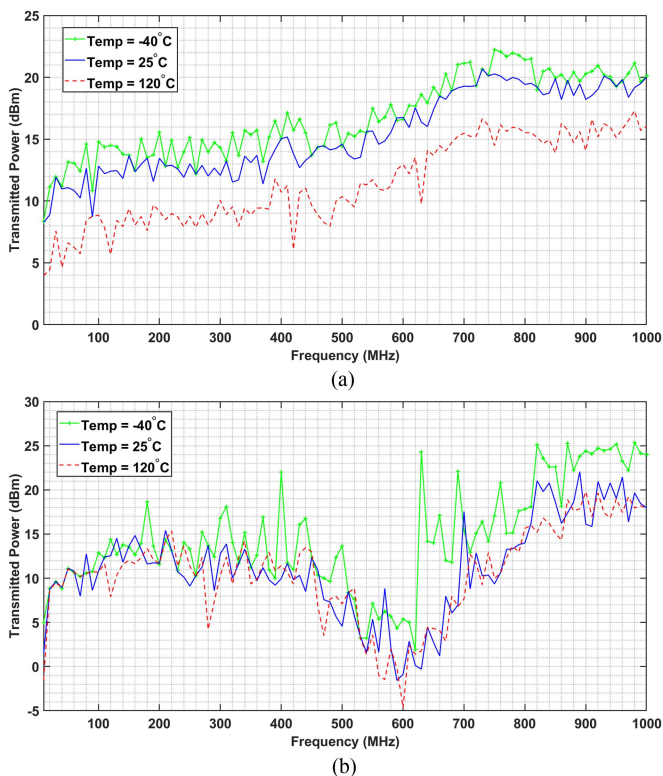 25
20
15
10
5
0
Transmitted Power (dBm)
Temp = -40°C
Temp = 25°C
Temp = 120°C
100 200 300 400 500 600 700 800 900 1000
Frequency (MHz)
(a)
30
25
20
15
10
5
0
-5
Transmitted Power (dBm)
Temp = -40°C
Temp = 25°C
Temp = 120°C
100 200 300 400 500 600 700 800 900 1000
Frequency (MHz)
(b)